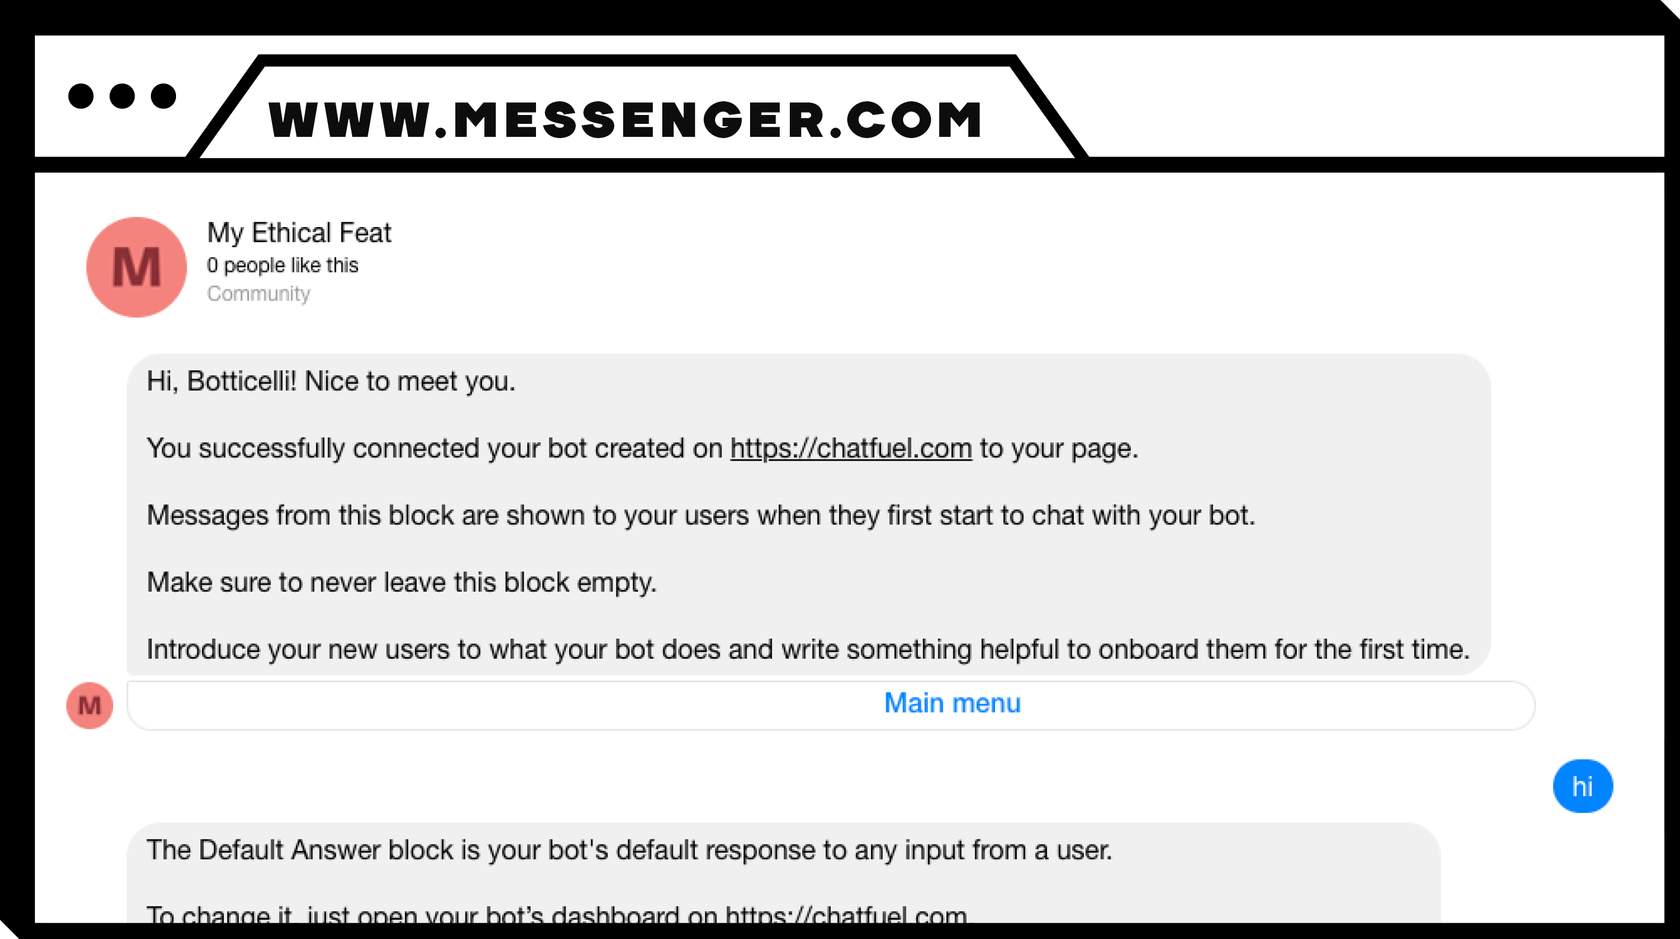 WWW.MESSENGER.COM
M
My Ethical Feat
0 people like this
Community
Hi, Botticelli! Nice to meet you.
You successfully connected your bot created on https://chatfuel.com to your page.
Messages from this block are shown to your users when they first start to chat with your bot.
Make sure to never leave this block empty.
Introduce your new users to what your bot does and write something helpful to onboard them for the first time.
M
Main menu
hi
The Default Answer block is your bot's default response to any input from a user.
To change it, just open your bot’s dashboard on https://chatfuel.com